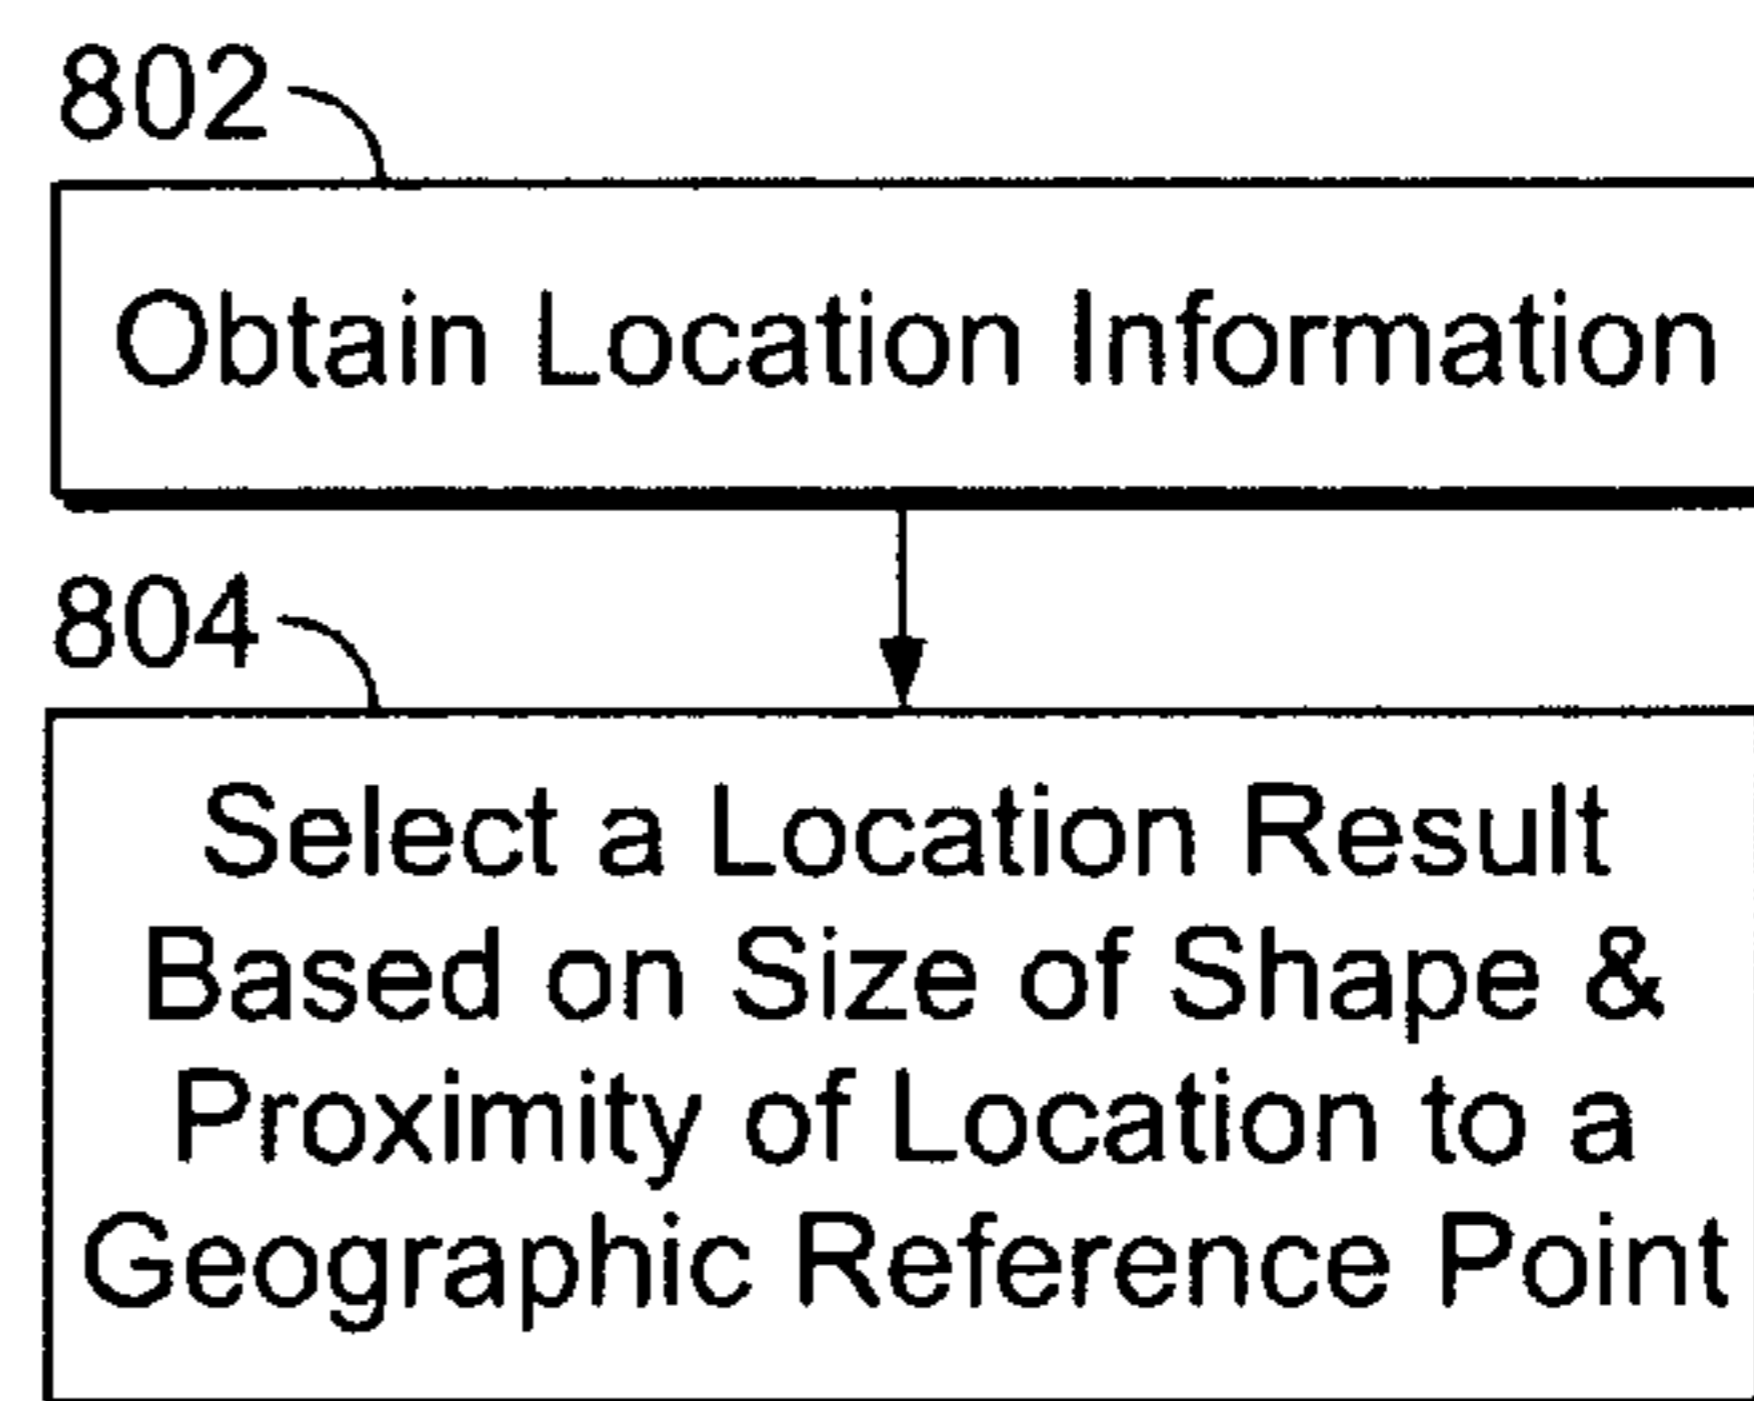 802
Obtain Location Information
804
Select a Location Result
Based on Size of Shape &
Proximity of Location to a
Geographic Reference Point